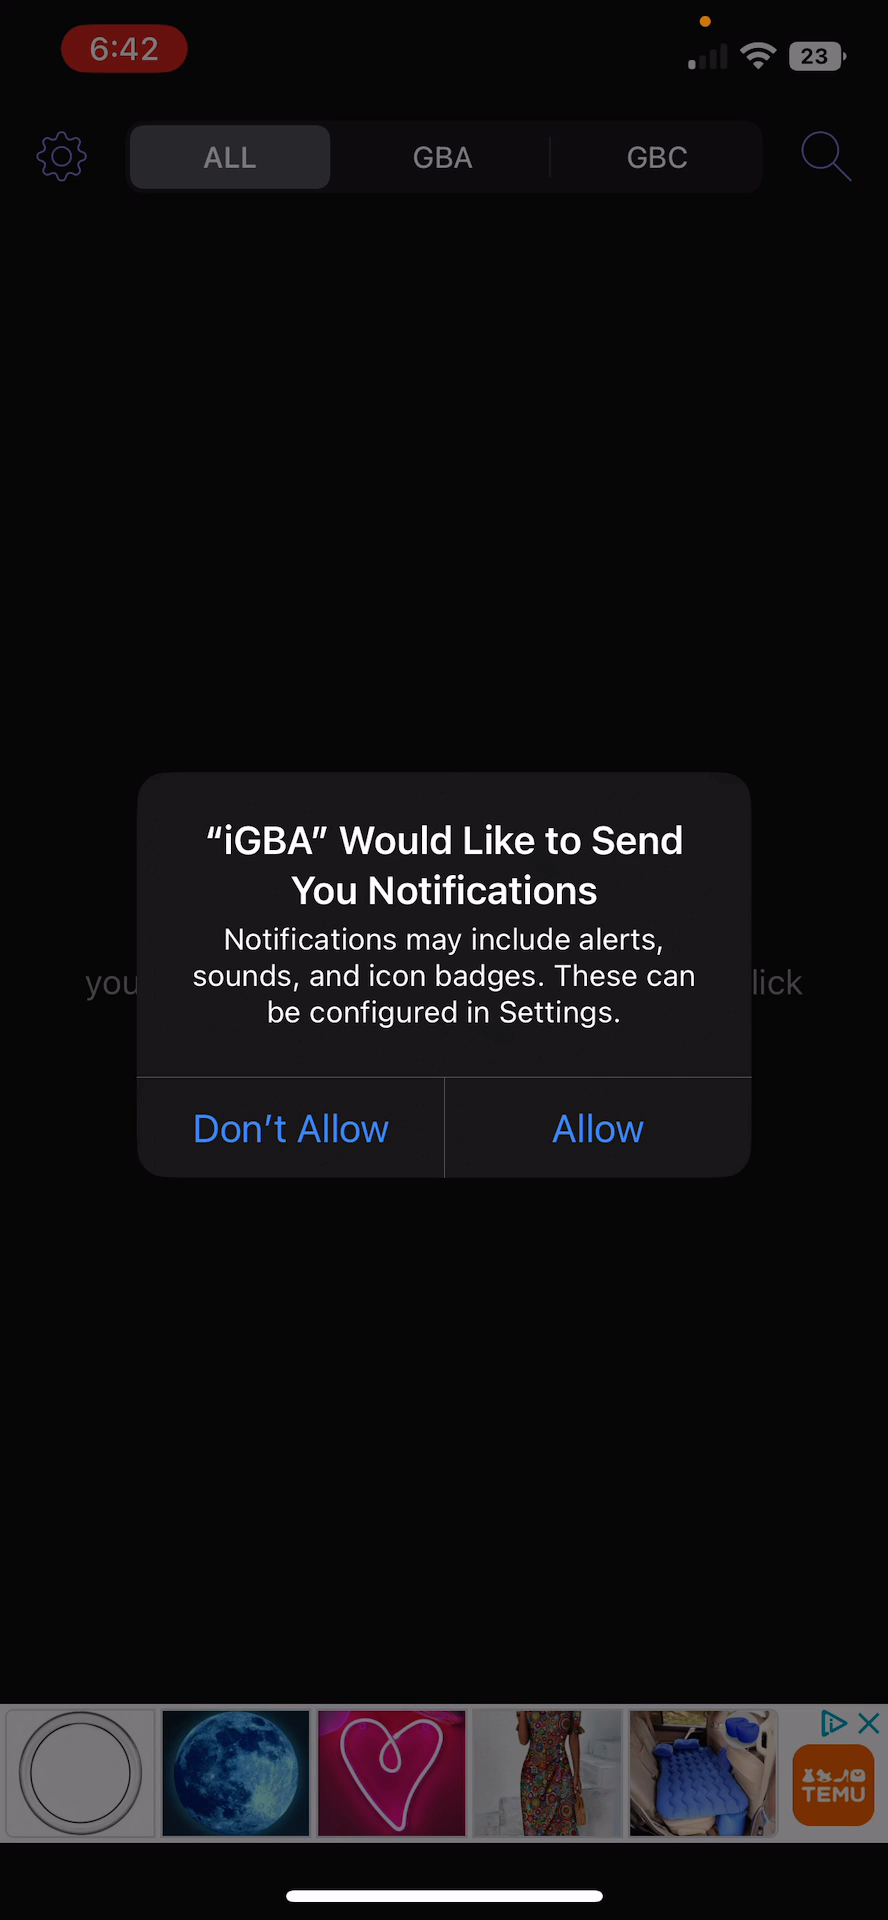 6:42
23
ALL
GBA
GBC
“iGBA” Would Like to Send
You Notifications
Notifications may include alerts,
sounds, and icon badges. These can
be configured in Settings.
you
lick
Don’t Allow
Allow
TEMU